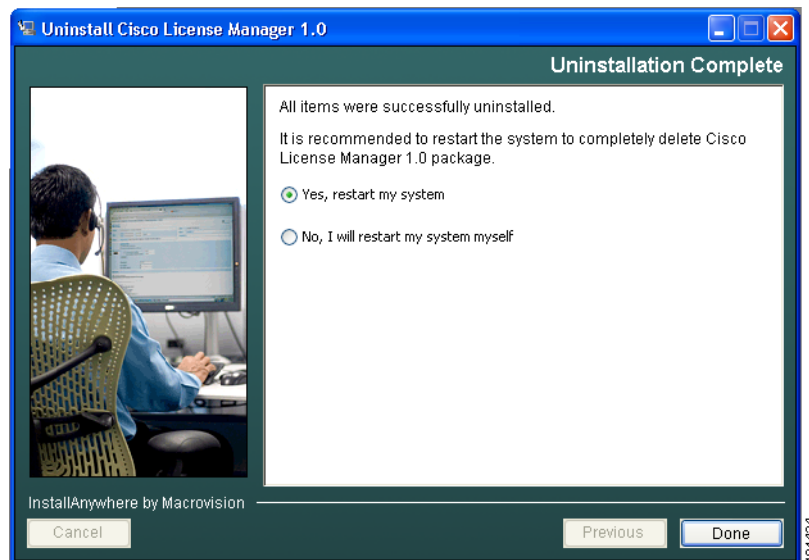 Uninstall Cisco License Manager 1.0
Uninstallation Complete
All items were successfully uninstalled.
It is recommended to restart the system to completely delete Cisco
License Manager 1.0 package.
Yes, restart my system
No, I will restart my system myself
InstallAnywhere by Macrovision
Cancel
Previous
Done